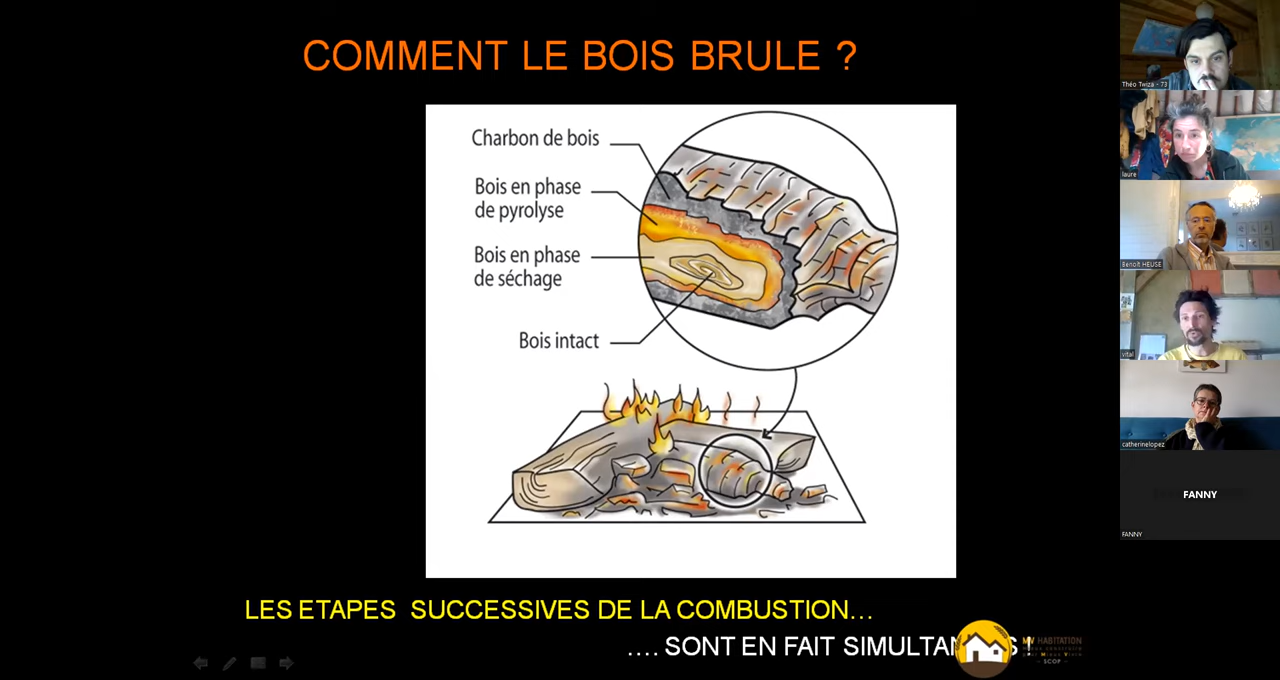 COMMENT LE BOIS BRULE ?
Charbon de bois
Bois en phase
de pyrolyse
Bois en phase
de séchage
Bois intact
LES ETAPES SUCCESSIVES DE LA COMBUSTION...
.... SONT EN FAIT SIMULTAN S !
HABITATION
- SCOP -
Théo Twiza - 73
laure
Benoît HEUSE
vital
catherinelopez
FANNY
FANNY